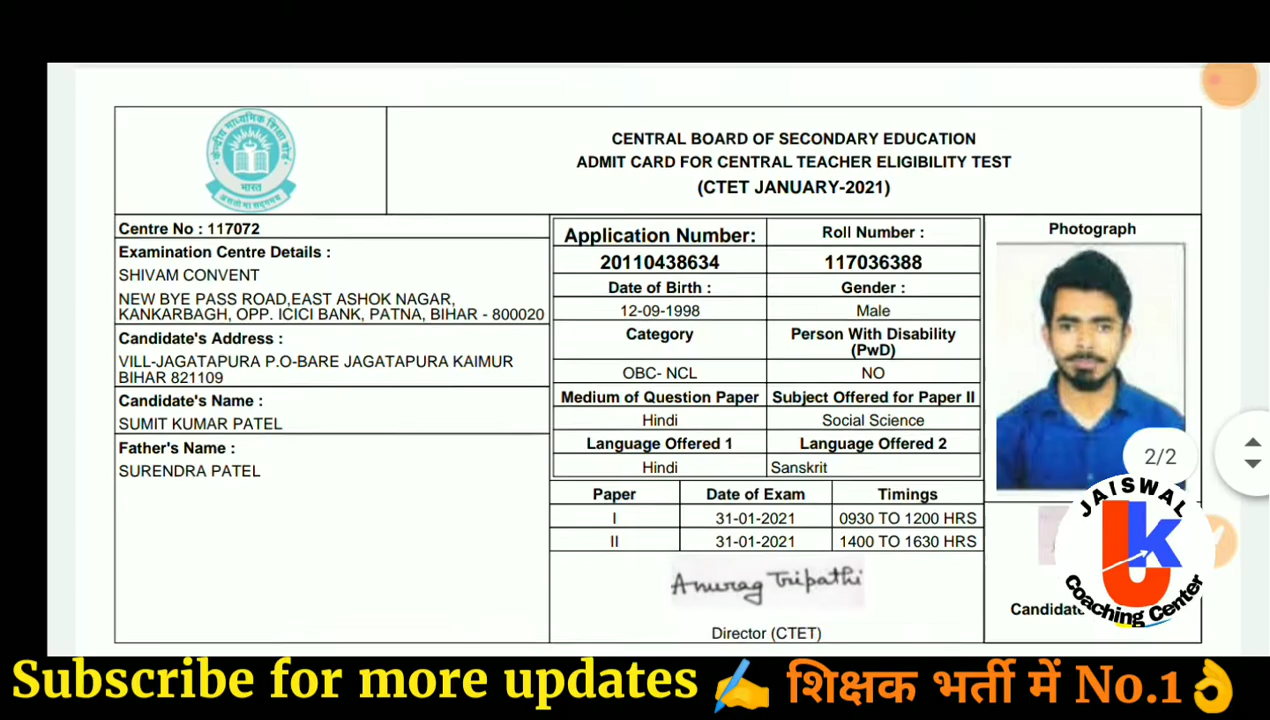 केन्द्रीय माध्यमिक शिक्षा बोर्ड
भारत
असतो मा सद्गमय
CENTRAL BOARD OF SECONDARY EDUCATION
ADMIT CARD FOR CENTRAL TEACHER ELIGIBILITY TEST
(CTET JANUARY-2021)
Centre No : 117072
Examination Centre Details :
SHIVAM CONVENT
NEW BYE PASS ROAD,EAST ASHOK NAGAR,
KANKARBAGH, OPP. ICICI BANK, PATNA, BIHAR - 800020
Candidate's Address :
VILL-JAGATAPURA P.O-BARE JAGATAPURA KAIMUR
BIHAR 821109
Candidate's Name :
SUMIT KUMAR PATEL
Father's Name :
SURENDRA PATEL
Application Number: Roll Number :
20110438634 117036388
Date of Birth : Gender :
12-09-1998 Male
Category Person With Disability
(PwD)
OBC- NCL NO
Medium of Question Paper Subject Offered for Paper II
Hindi Social Science
Language Offered 1 Language Offered 2
Hindi Sanskrit
Paper Date of Exam Timings
I 31-01-2021 0930 TO 1200 HRS
II 31-01-2021 1400 TO 1630 HRS
Anurag Tripathi
Director (CTET)
Photograph
2/2
JAISWAL
JK
Coaching Center
Candidate
Subscribe for more updates ✍ शिक्षक भर्ती में No.1👌